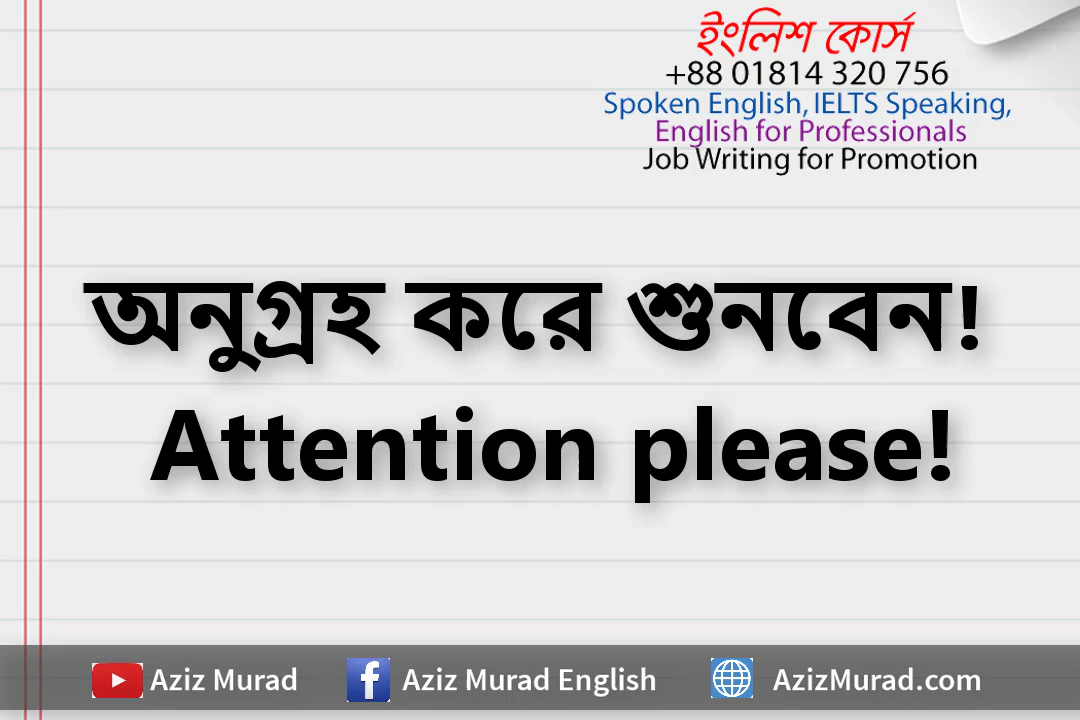 ইংলিশ কোর্স
+88 01814 320 756
Spoken English, IELTS Speaking,
English for Professionals
Job Writing for Promotion
অনুগ্রহ করে শুনবেন!
Attention please!
Aziz Murad Aziz Murad English AzizMurad.com